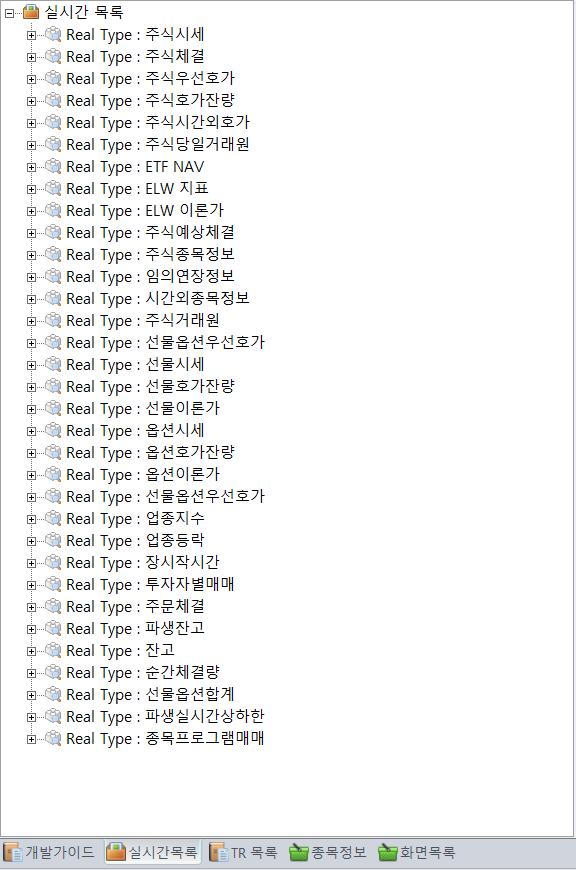 실시간 목록
Real Type : 주식시세
Real Type : 주식체결
Real Type : 주식우선호가
Real Type : 주식호가잔량
Real Type : 주식시간외호가
Real Type : 주식당일거래원
Real Type : ETF NAV
Real Type : ELW 지표
Real Type : ELW 이론가
Real Type : 주식예상체결
Real Type : 주식종목정보
Real Type : 임의연장정보
Real Type : 시간외종목정보
Real Type : 주식거래원
Real Type : 선물옵션우선호가
Real Type : 선물시세
Real Type : 선물호가잔량
Real Type : 선물이론가
Real Type : 옵션시세
Real Type : 옵션호가잔량
Real Type : 옵션이론가
Real Type : 선물옵션우선호가
Real Type : 업종지수
Real Type : 업종등락
Real Type : 장시작시간
Real Type : 투자자별매매
Real Type : 주문체결
Real Type : 파생잔고
Real Type : 잔고
Real Type : 순간체결량
Real Type : 선물옵션합계
Real Type : 파생실시간상하한
Real Type : 종목프로그램매매
개발가이드 실시간목록 TR 목록 종목정보 화면목록